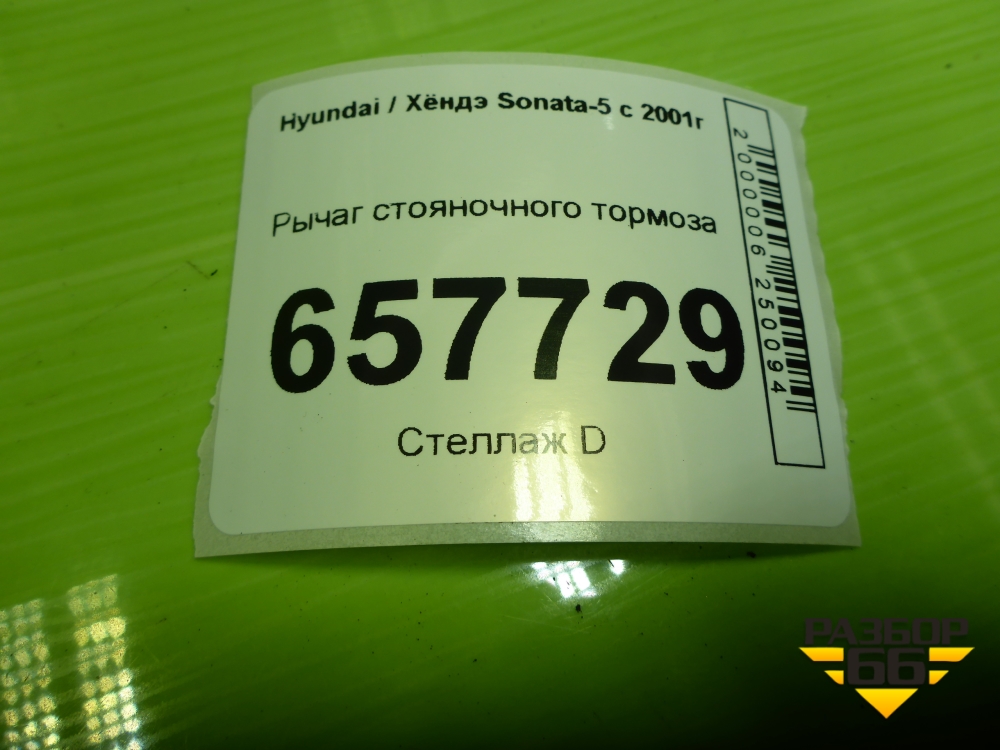 Hyundai / Хёндэ Sonata-5 с 2001г
Рычаг стояночного тормоза
657729
Стеллаж D
2000006250094
РАЗБОР
66